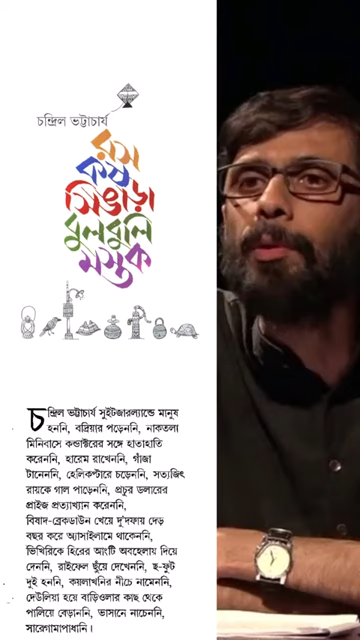 চন্দ্রিল ভট্টাচার্য
রস
কষ
সিঙাড়া
বুলবুলি
মস্তক
চন্দ্রিল ভট্টাচার্য সুইটজারল্যান্ডে মানুষ
হননি, বদ্রিয়ার পড়েননি, নাকতলা
মিনিবাসে কন্ডাক্টরের সঙ্গে হাতাহাতি
করেননি, হারেম রাখেননি, গাঁজা
টানেননি, হেলিকপ্টারে চড়েননি, সত্যজিৎ
রায়কে গাল পাড়েননি, প্রচুর ডলারের
প্রাইজ প্রত্যাখ্যান করেননি,
বিষাদ-ব্রেকডাউন খেয়ে দু'দফায় দেড়
বছর করে অ্যাসাইলামে থাকেননি,
ভিখিরিকে হিরের আংটি অবহেলায় দিয়ে
দেননি, রাইফেল ছুঁয়ে দেখেননি, ছ-ফুট
দুই হননি, কয়লাখনির নীচে নামেননি,
দেউলিয়া হয়ে বাড়িওলার কাছ থেকে
পালিয়ে বেড়াননি, ভাসানে নাচেননি,
সারেগামাপাধানি।